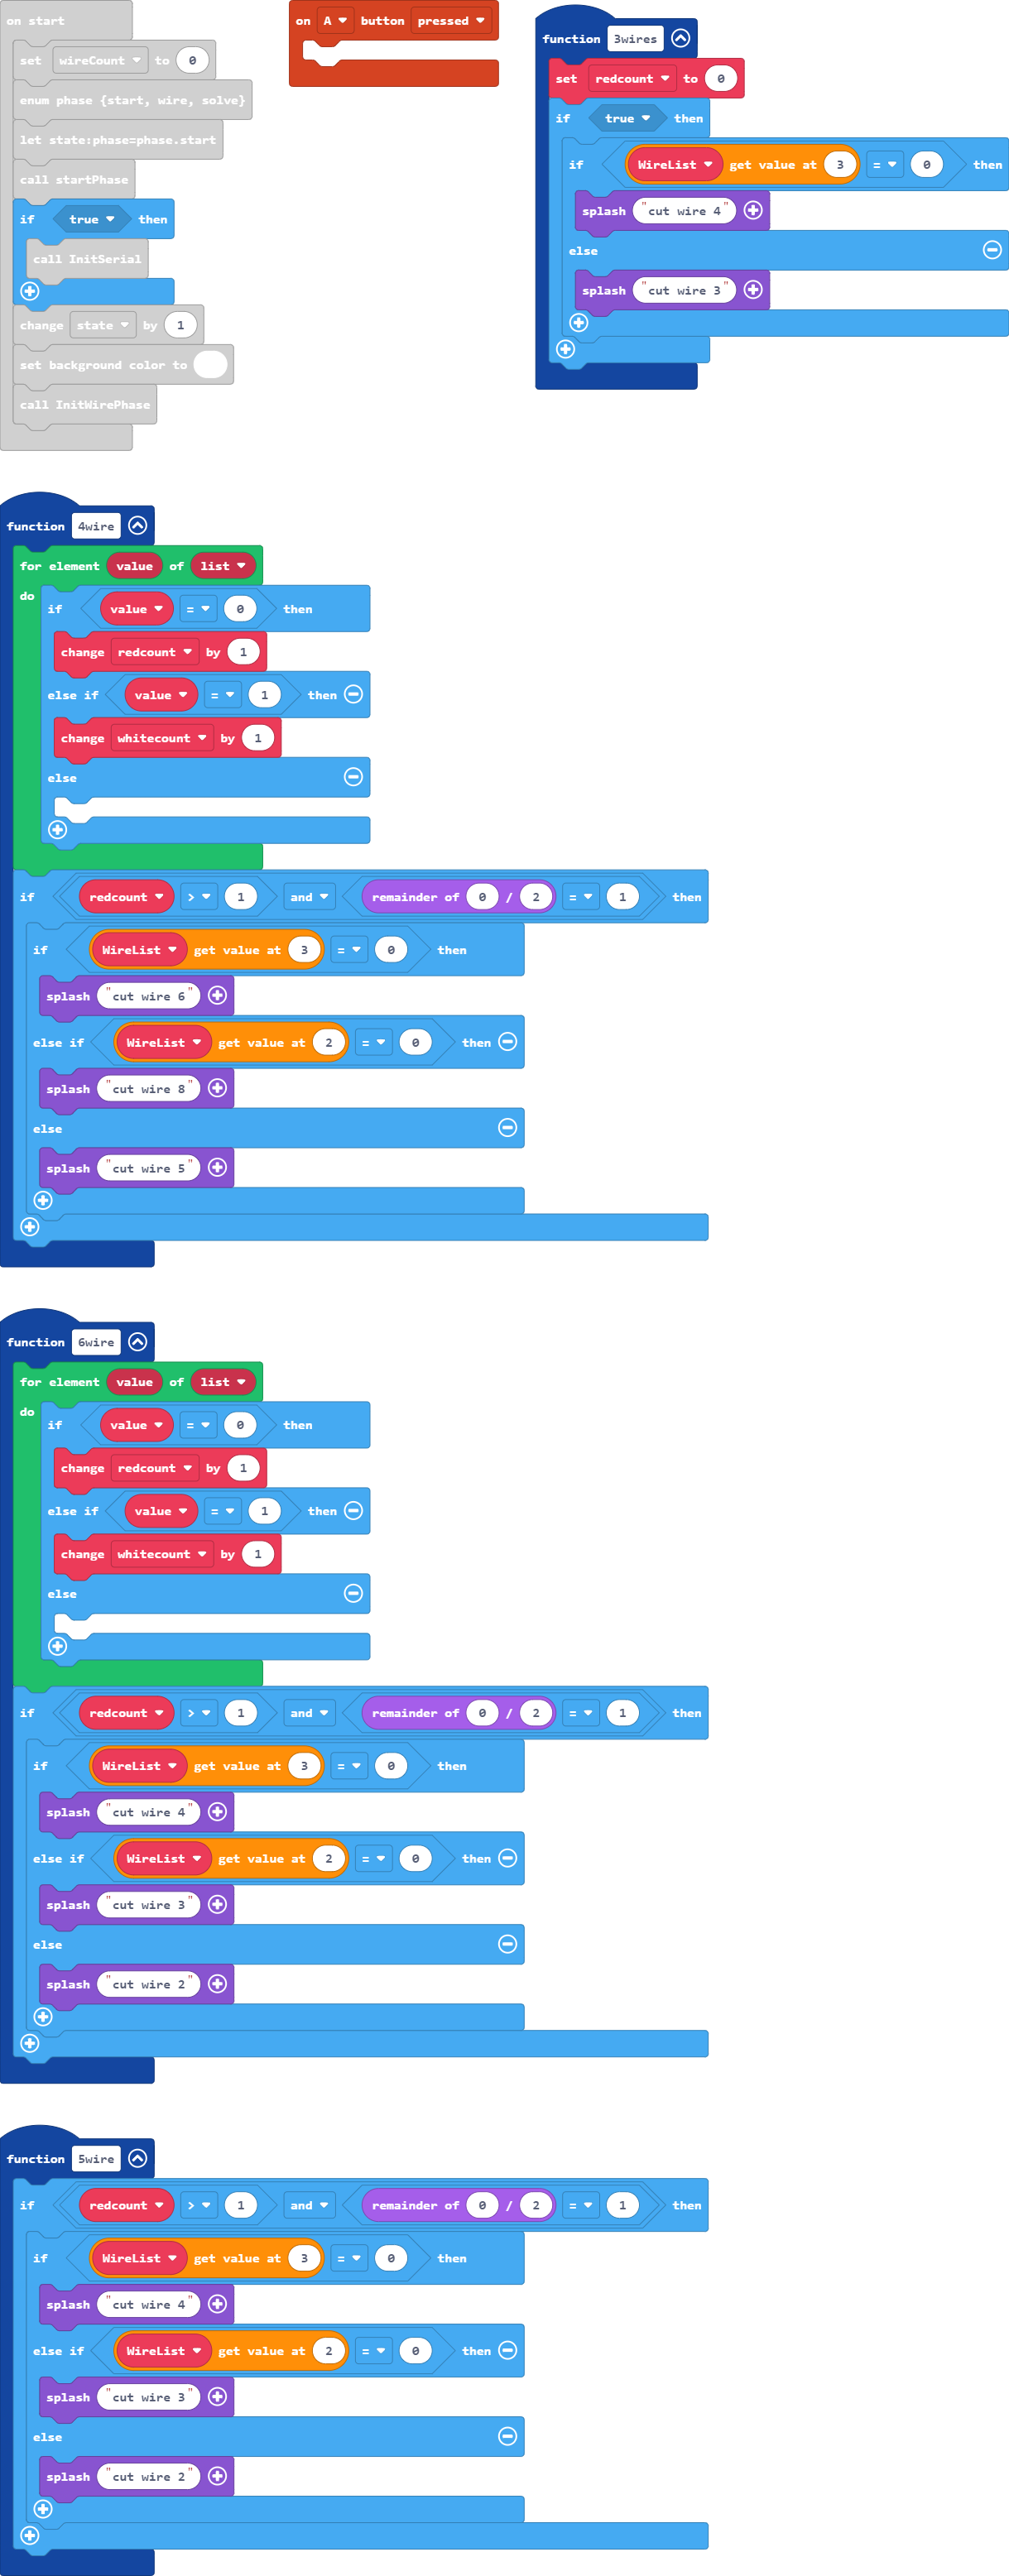 on start
set wireCount to 0
enum phase {start, wire, solve}
let state:phase=phase.start
call startPhase
if true then
call InitSerial
change state by 1
set background color to
call InitWirePhase
on A button pressed
function 3wires
set redcount to 0
if true then
if WireList get value at 3 = 0 then
splash "cut wire 4"
else
splash "cut wire 3"
function 4wire
for element value of list
do
if value = 0 then
change redcount by 1
else if value = 1 then
change whitecount by 1
else
if redcount > 1 and remainder of 0 / 2 = 1 then
if WireList get value at 3 = 0 then
splash "cut wire 6"
else if WireList get value at 2 = 0 then
splash "cut wire 8"
else
splash "cut wire 5"
function 6wire
for element value of list
do
if value = 0 then
change redcount by 1
else if value = 1 then
change whitecount by 1
else
if redcount > 1 and remainder of 0 / 2 = 1 then
if WireList get value at 3 = 0 then
splash "cut wire 4"
else if WireList get value at 2 = 0 then
splash "cut wire 3"
else
splash "cut wire 2"
function 5wire
if redcount > 1 and remainder of 0 / 2 = 1 then
if WireList get value at 3 = 0 then
splash "cut wire 4"
else if WireList get value at 2 = 0 then
splash "cut wire 3"
else
splash "cut wire 2"